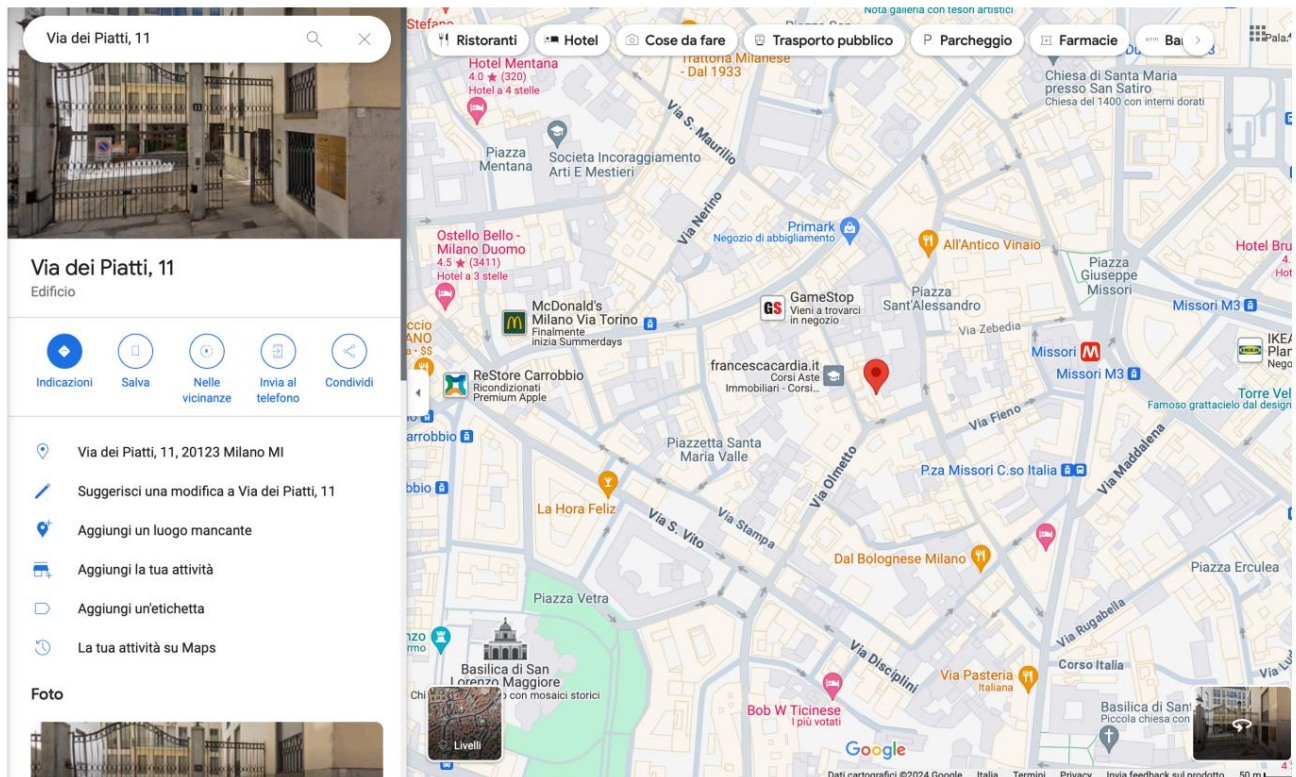 Via dei Piatti, 11
Via dei Piatti, 11
Edificio
Indicazioni
Salva
Nelle
vicinanze
Invia al
telefono
Condividi
Via dei Piatti, 11, 20123 Milano MI
Suggerisci una modifica a Via dei Piatti, 11
Aggiungi un luogo mancante
Aggiungi la tua attività
Aggiungi un'etichetta
La tua attività su Maps
Foto
Nota galleria con tesori artistici
Ristoranti
Hotel
Cose da fare
Trasporto pubblico
Parcheggio
Farmacie
Hotel Mentana
4.0 ★ (320)
Hotel a 4 stelle
Trattoria Milanese
- Dal 1933
Chiesa di Santa Maria
presso San Satiro
Chiesa del 1400 con interni dorati
Via S. Maurilio
Piazza
Mentana
Societa Incoraggiamento
Arti E Mestieri
Via Nerino
Ostello Bello -
Milano Duomo
4.5 ★ (3411)
Hotel a 3 stelle
Primark
Negozio di abbigliamento
All'Antico Vinaio
Piazza
Giuseppe
Missori
Piazza
Sant'Alessandro
McDonald's
Milano Via Torino
Finalmente
inizia Summerdays
GS
GameStop
Vieni a trovarci
in negozio
Via Zebedia
Missori M3
Missori
M
Missori M3
IKEA
ReStore Carrobbio
Ricondizionati
Premium Apple
francescacardia.it
Corsi Aste
Immobiliari - Corsi...
Famoso grattacielo dal design
Via Fieno
Via Maddalena
Piazzetta Santa
Maria Valle
Via Olmetto
P.za Missori C.so Italia
La Hora Feliz
Via Stampa
Via S. Vito
Dal Bolognese Milano
Piazza Erculea
Piazza Vetra
Via Rugabella
Corso Italia
Basilica di San
Lorenzo Maggiore
con mosaici storici
Via Disciplini
Via Pasteria
Italiana
Bob W Ticinese
I più votati
Basilica di Sant
Piccola chiesa con
Livelli
Google
Dati cartografici ©2024 Google
Italia
Termini
Privacy
Invia feedback sul prodotto
50 m